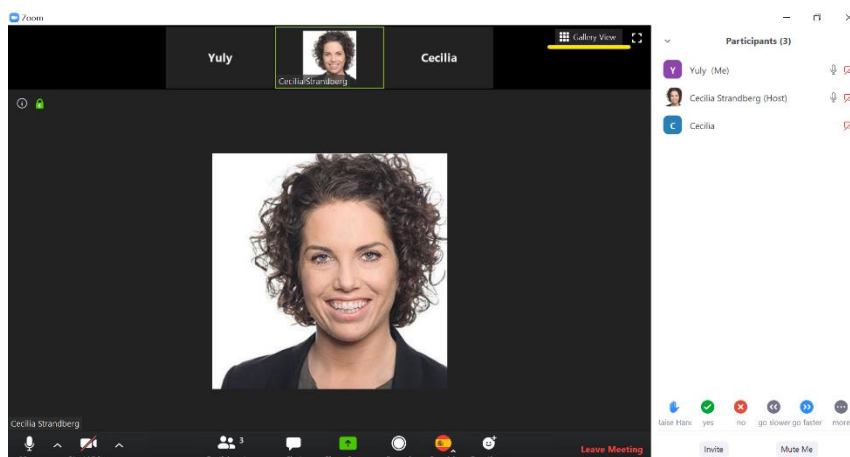 Zoom
Yuly
Cecilia Strandberg
Cecilia
Gallery View
Cecilia Strandberg
Participants (3)
Y Yuly (Me)
Cecilia Strandberg (Host)
C Cecilia
yes
no
go slower
go faster
more
Invite
Mute Me
3
Leave Meeting